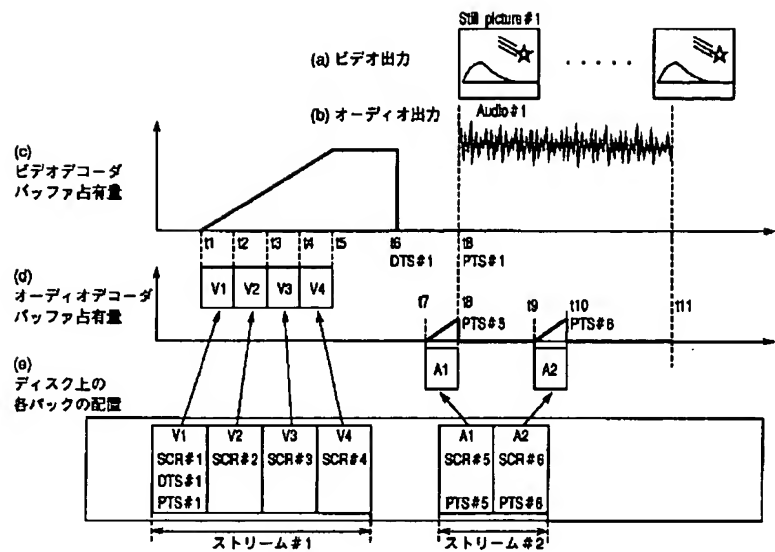 Still picture#1
(a) ビデオ出力
(b) オーディオ出力
Audio#1
(c)
ビデオデコーダ
バッファ占有量
t1 t2 t3 t4 t5 t6 t8
DTS#1 PTS#1
(d)
オーディオデコーダ
バッファ占有量
V1 V2 V3 V4
t7 t8 t9 t10 t11
PTS#5 PTS#6
A1 A2
(e)
ディスク上の
各パックの配置
V1 V2 V3 V4 A1 A2
SCR#1 SCR#2 SCR#3 SCR#4 SCR#5 SCR#6
DTS#1
PTS#1 PTS#5 PTS#6
ストリーム#1 ストリーム#2